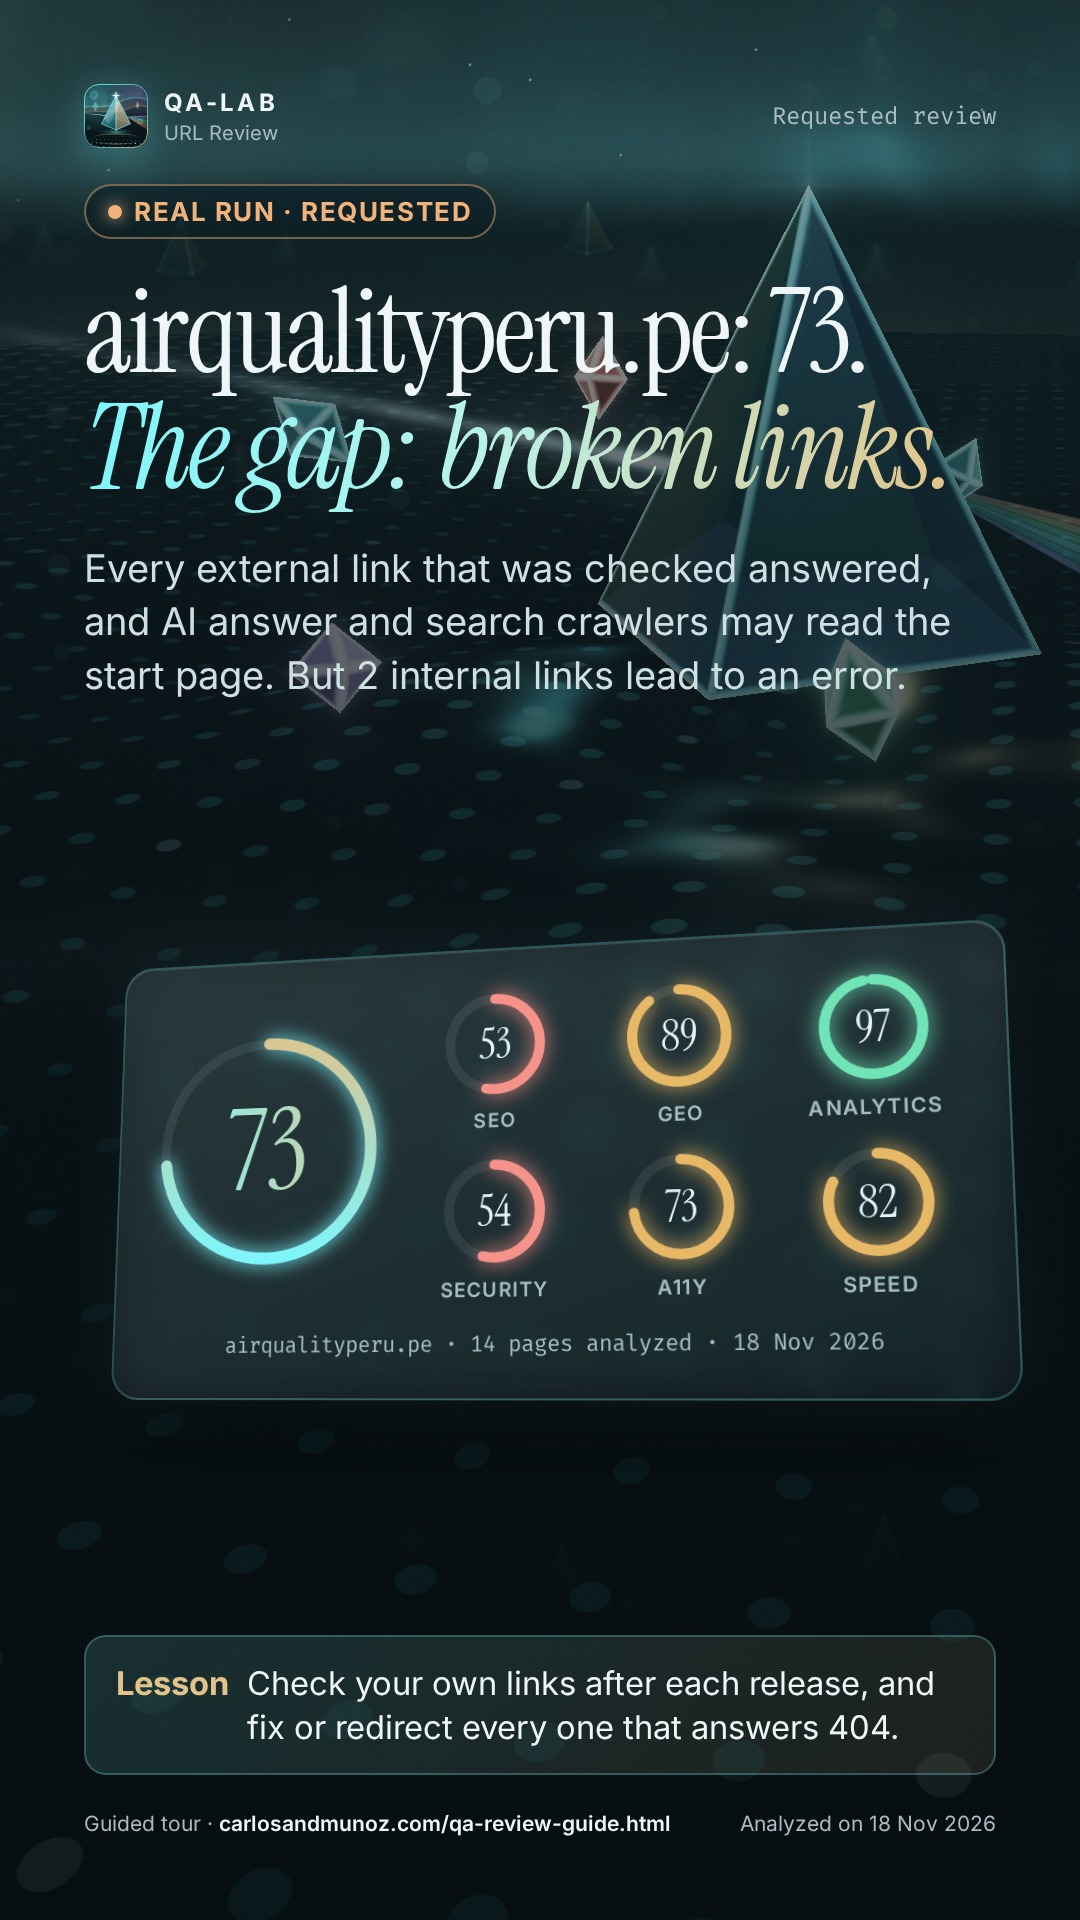 QA-LAB
URL Review
Requested review
REAL RUN · REQUESTED
airqualityperu.pe: 73.
The gap: broken links.
Every external link that was checked answered,
and AI answer and search crawlers may read the
start page. But 2 internal links lead to an error.
73
53
SEO
89
GEO
97
ANALYTICS
54
SECURITY
73
A11Y
82
SPEED
airqualityperu.pe · 14 pages analyzed · 18 Nov 2026
Lesson Check your own links after each release, and
fix or redirect every one that answers 404.
Guided tour · carlosandmunoz.com/qa-review-guide.html
Analyzed on 18 Nov 2026